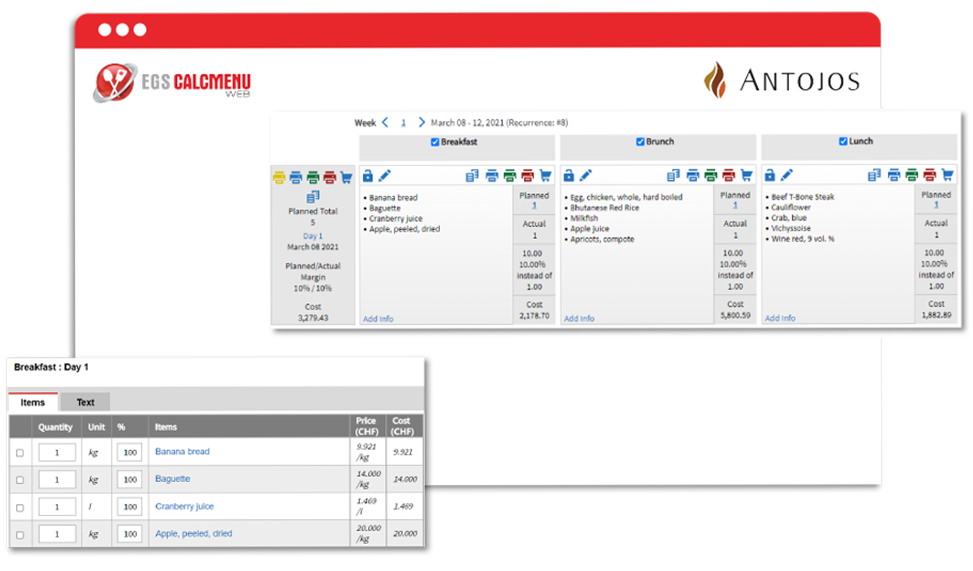 EGS CALCMENU
WEB
ANTOJOS
Week 1 March 08 - 12, 2021 (Recurrence: #8)
Breakfast
Brunch
Lunch
Planned Total
5
Day 1
March 08 2021
Planned/Actual
Margin
10% / 10%
Cost
3,279.43
• Banana bread
• Baguette
• Cranberry juice
• Apple, peeled, dried
Add Info
Planned
1
Actual
1
10.00
10.00%
instead of
1.00
Cost
2,178.70
• Egg, chicken, whole, hard boiled
• Bhutanese Red Rice
• Milkfish
• Apple juice
• Apricots, compote
Add Info
Planned
1
Actual
1
10.00
10.00%
instead of
1.00
Cost
5,800.59
• Beef T-Bone Steak
• Cauliflower
• Crab, blue
• Vichyssoise
• Wine red, 9 vol. %
Add Info
Planned
1
Actual
1
10.00
10.00%
instead of
1.00
Cost
1,882.89
Breakfast : Day 1
Items Text
Quantity Unit % Items Price (CHF) Cost (CHF)
1 kg 100 Banana bread 9.921 /kg 9.921
1 kg 100 Baguette 14.000 /kg 14.000
1 l 100 Cranberry juice 1.469 /l 1.469
1 kg 100 Apple, peeled, dried 20.000 /kg 20.000